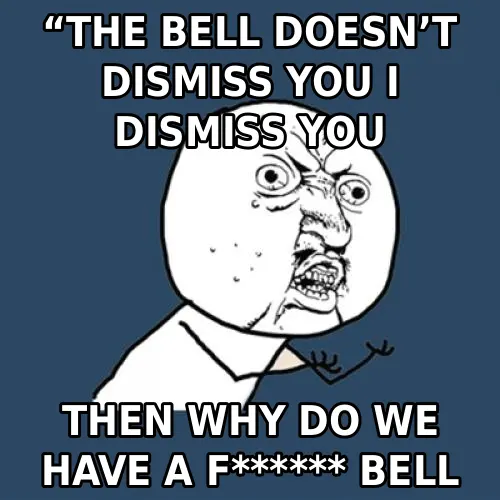 “THE BELL DOESN’T
DISMISS YOU I
DISMISS YOU
THEN WHY DO WE
HAVE A F****** BELL